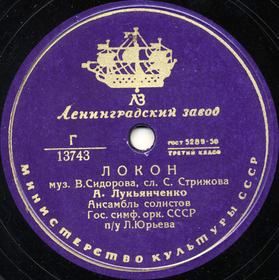 ЛЗ
Ленинградский завод
Г
13743
ГОСТ 5289-50
ТРЕТИЙ КЛАСС
ЛОКОН
муз. В.Сидорова, сл. С. Стрижова
А. Лукьянченко
Ансамбль солистов
Гос. симф. орк. СССР
п/у Л.Юрьева
МИНИСТЕРСТВО КУЛЬТУРЫ СССР